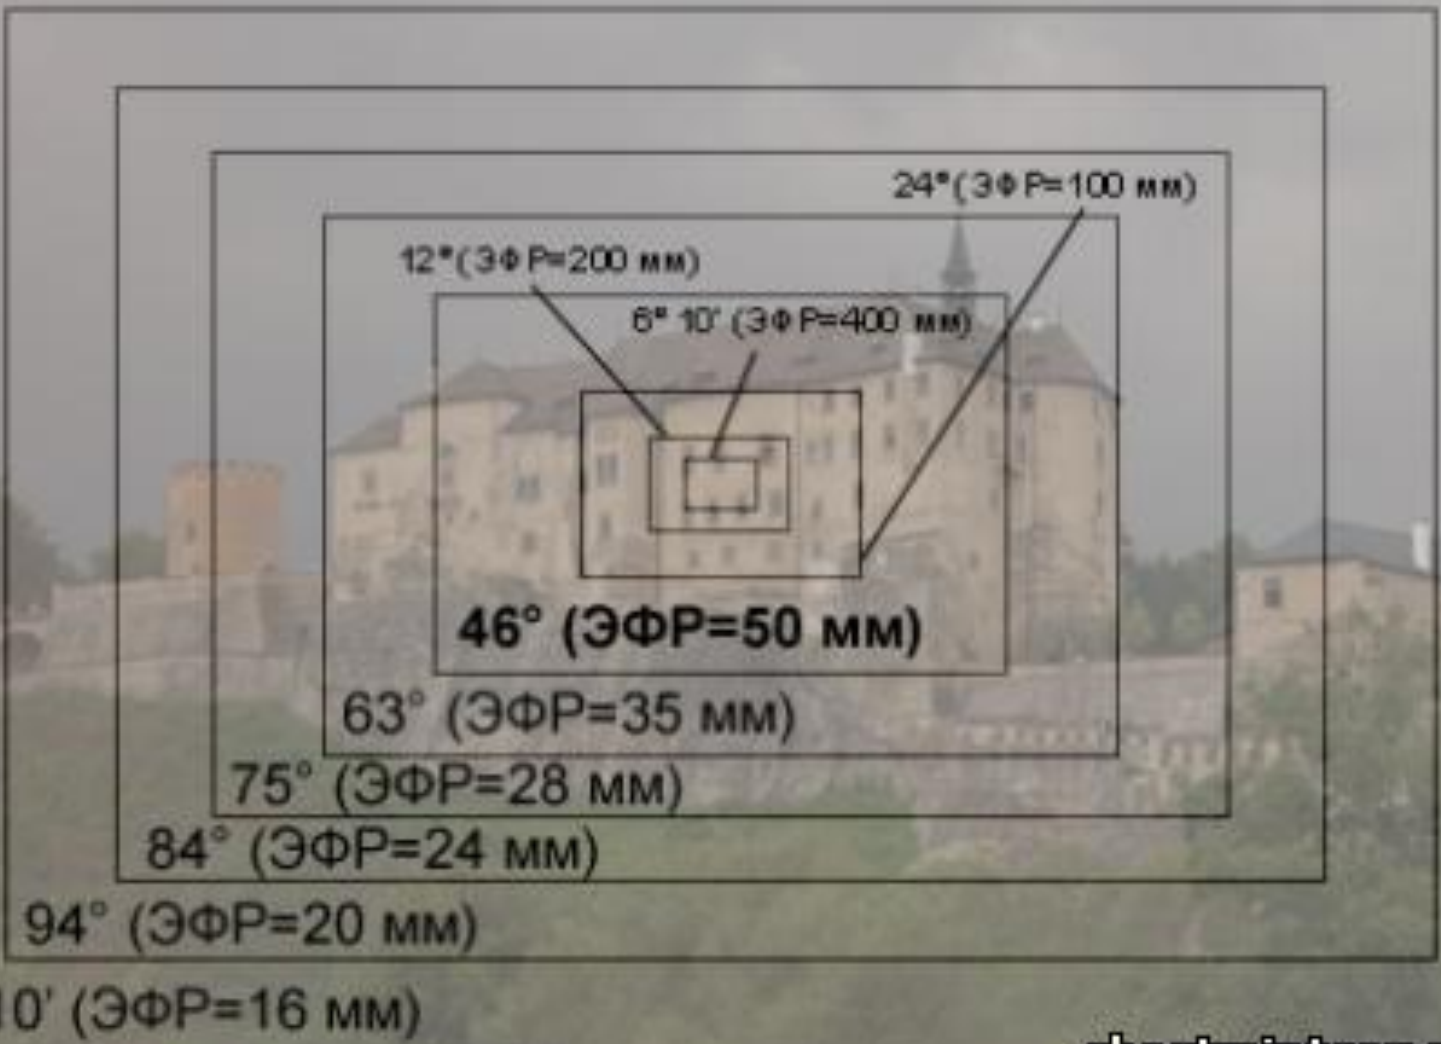 24° (ЭФР=100 мм)
12° (ЭФР=200 мм)
6° 10' (ЭФР=400 мм)
46° (ЭФР=50 мм)
63° (ЭФР=35 мм)
75° (ЭФР=28 мм)
84° (ЭФР=24 мм)
94° (ЭФР=20 мм)
10' (ЭФР=16 мм)